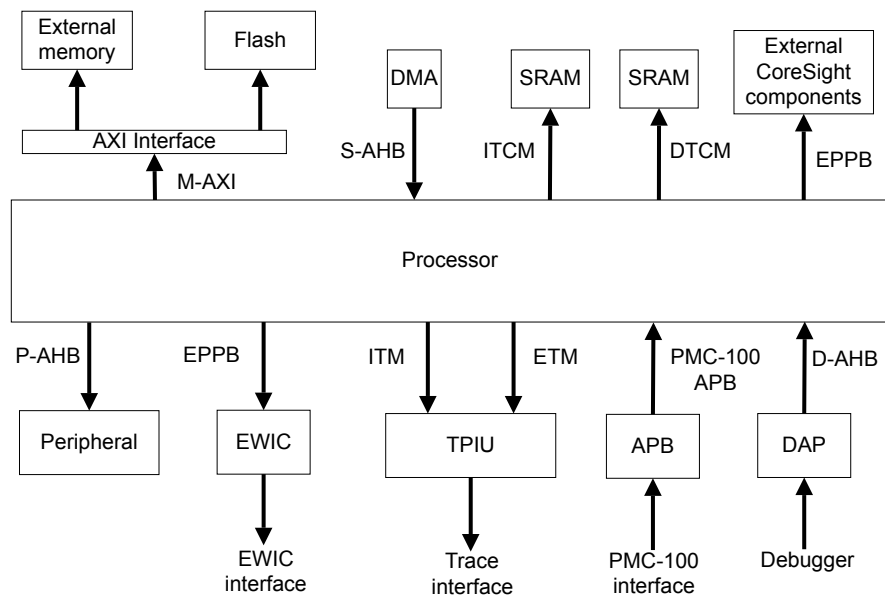 External
memory
Flash
DMA
SRAM
SRAM
External
CoreSight
components
AXI Interface
M-AXI
S-AHB
ITCM
DTCM
EPPB
Processor
P-AHB
EPPB
ITM
ETM
PMC-100
APB
D-AHB
Peripheral
EWIC
TPIU
APB
DAP
EWIC
interface
Trace
interface
PMC-100
interface
Debugger